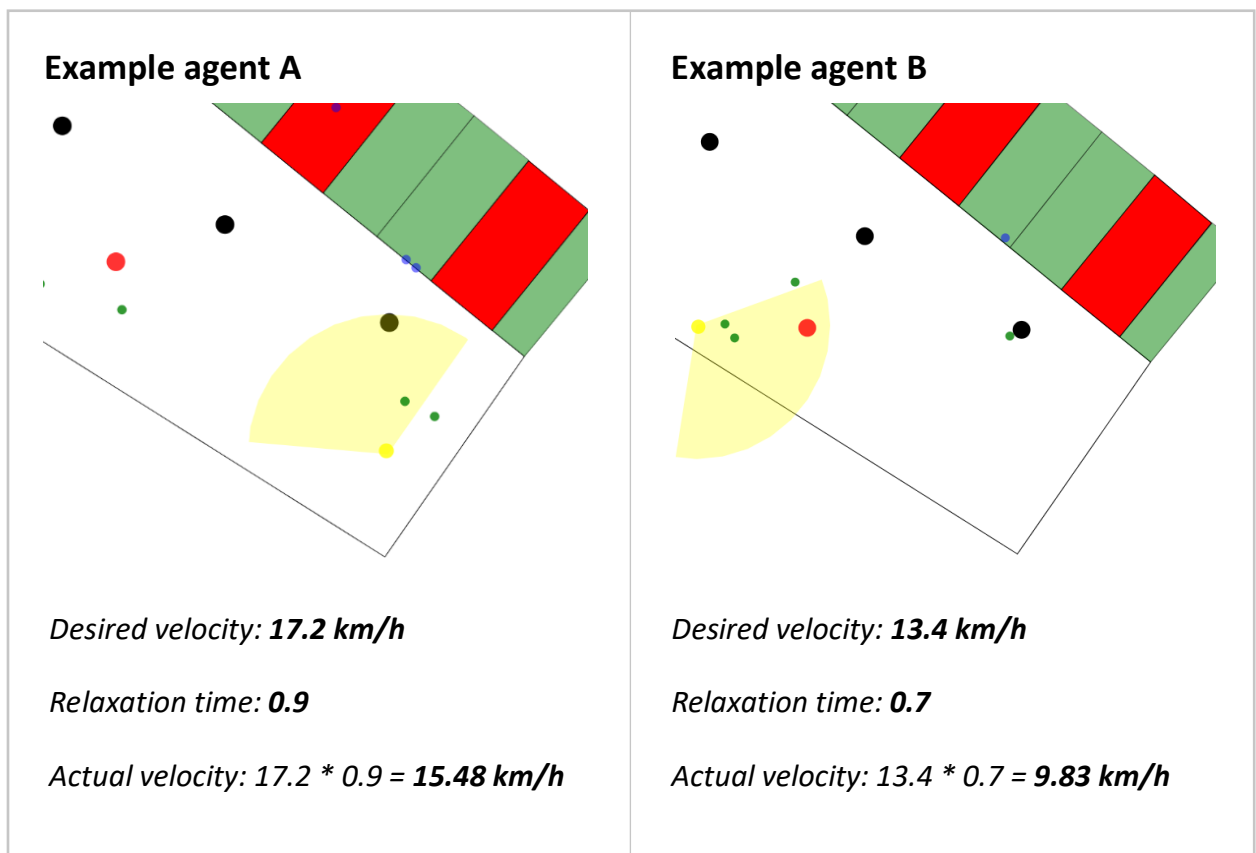 Example agent A
Desired velocity: 17.2 km/h
Relaxation time: 0.9
Actual velocity: 17.2 * 0.9 = 15.48 km/h
Example agent B
Desired velocity: 13.4 km/h
Relaxation time: 0.7
Actual velocity: 13.4 * 0.7 = 9.83 km/h